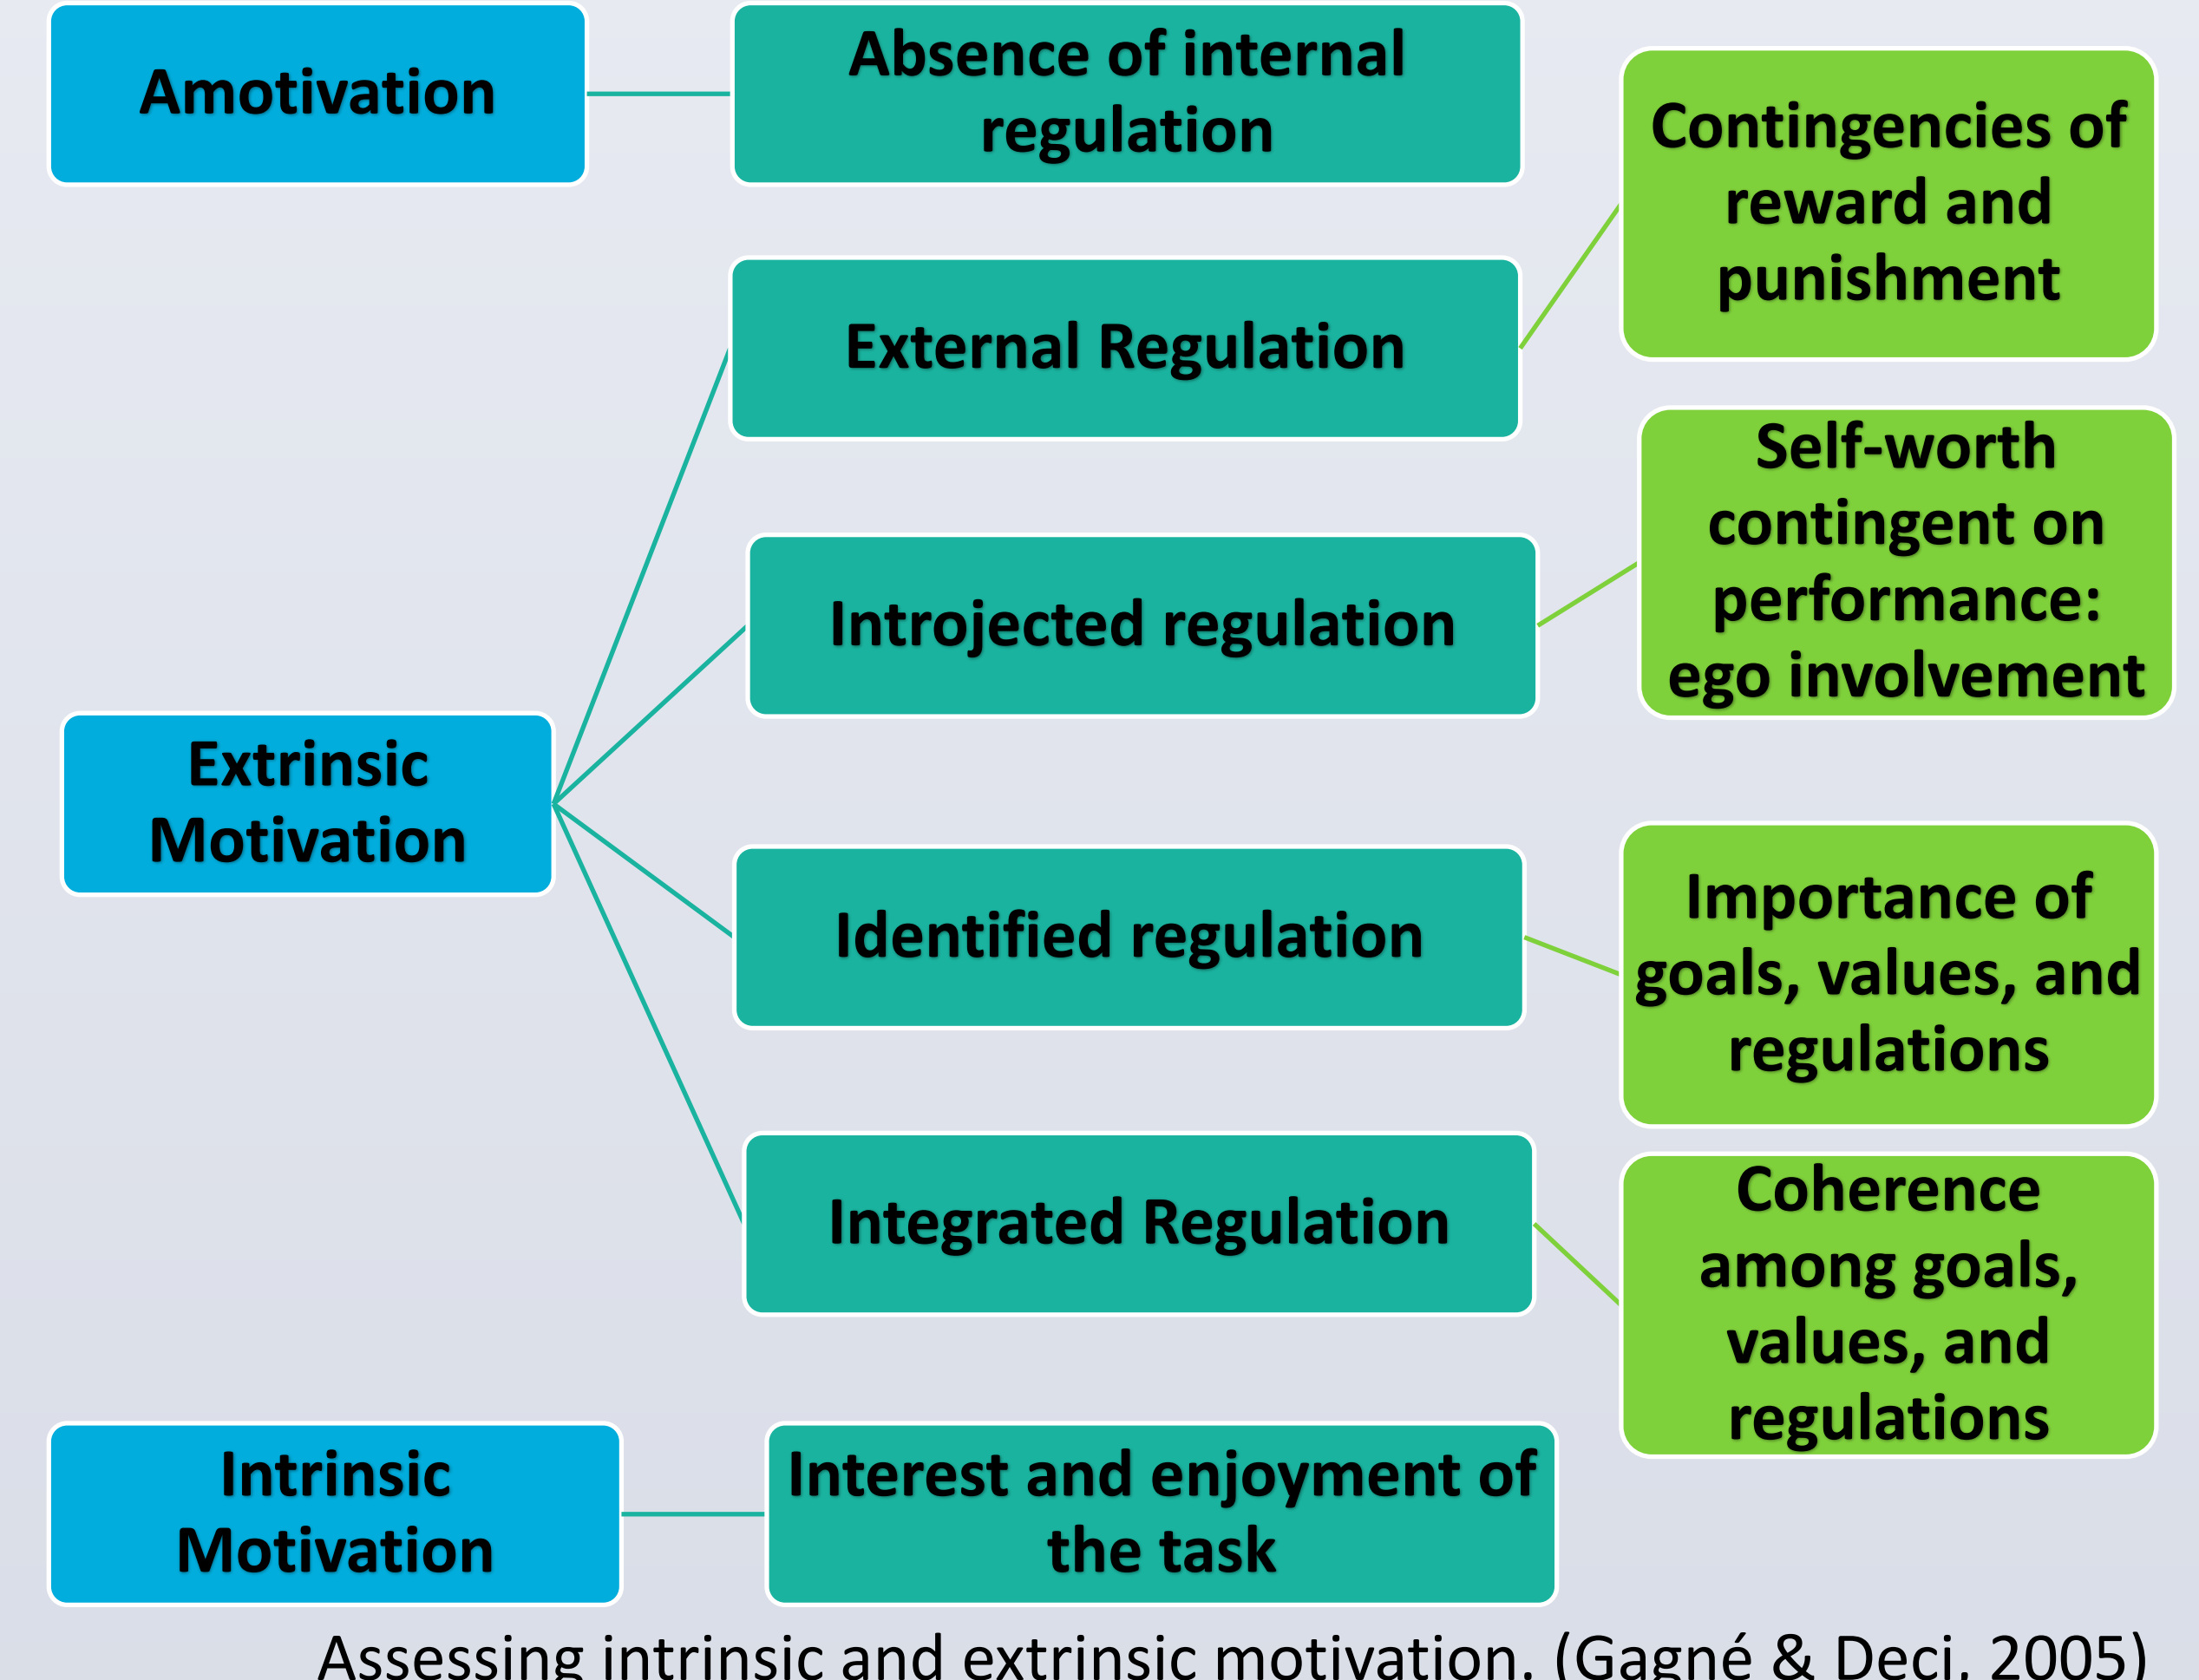 Amotivation
Absence of internal
regulation
Contingencies of
reward and
punishment
External Regulation
Self-worth
contingent on
performance:
ego involvement
Introjected regulation
Extrinsic
Motivation
Identified regulation
Importance of
goals, values, and
regulations
Integrated Regulation
Coherence
among goals,
values, and
regulations
Intrinsic
Motivation
Interest and enjoyment of
the task
Assessing intrinsic and extrinsic motivation. (Gagné & Deci, 2005)